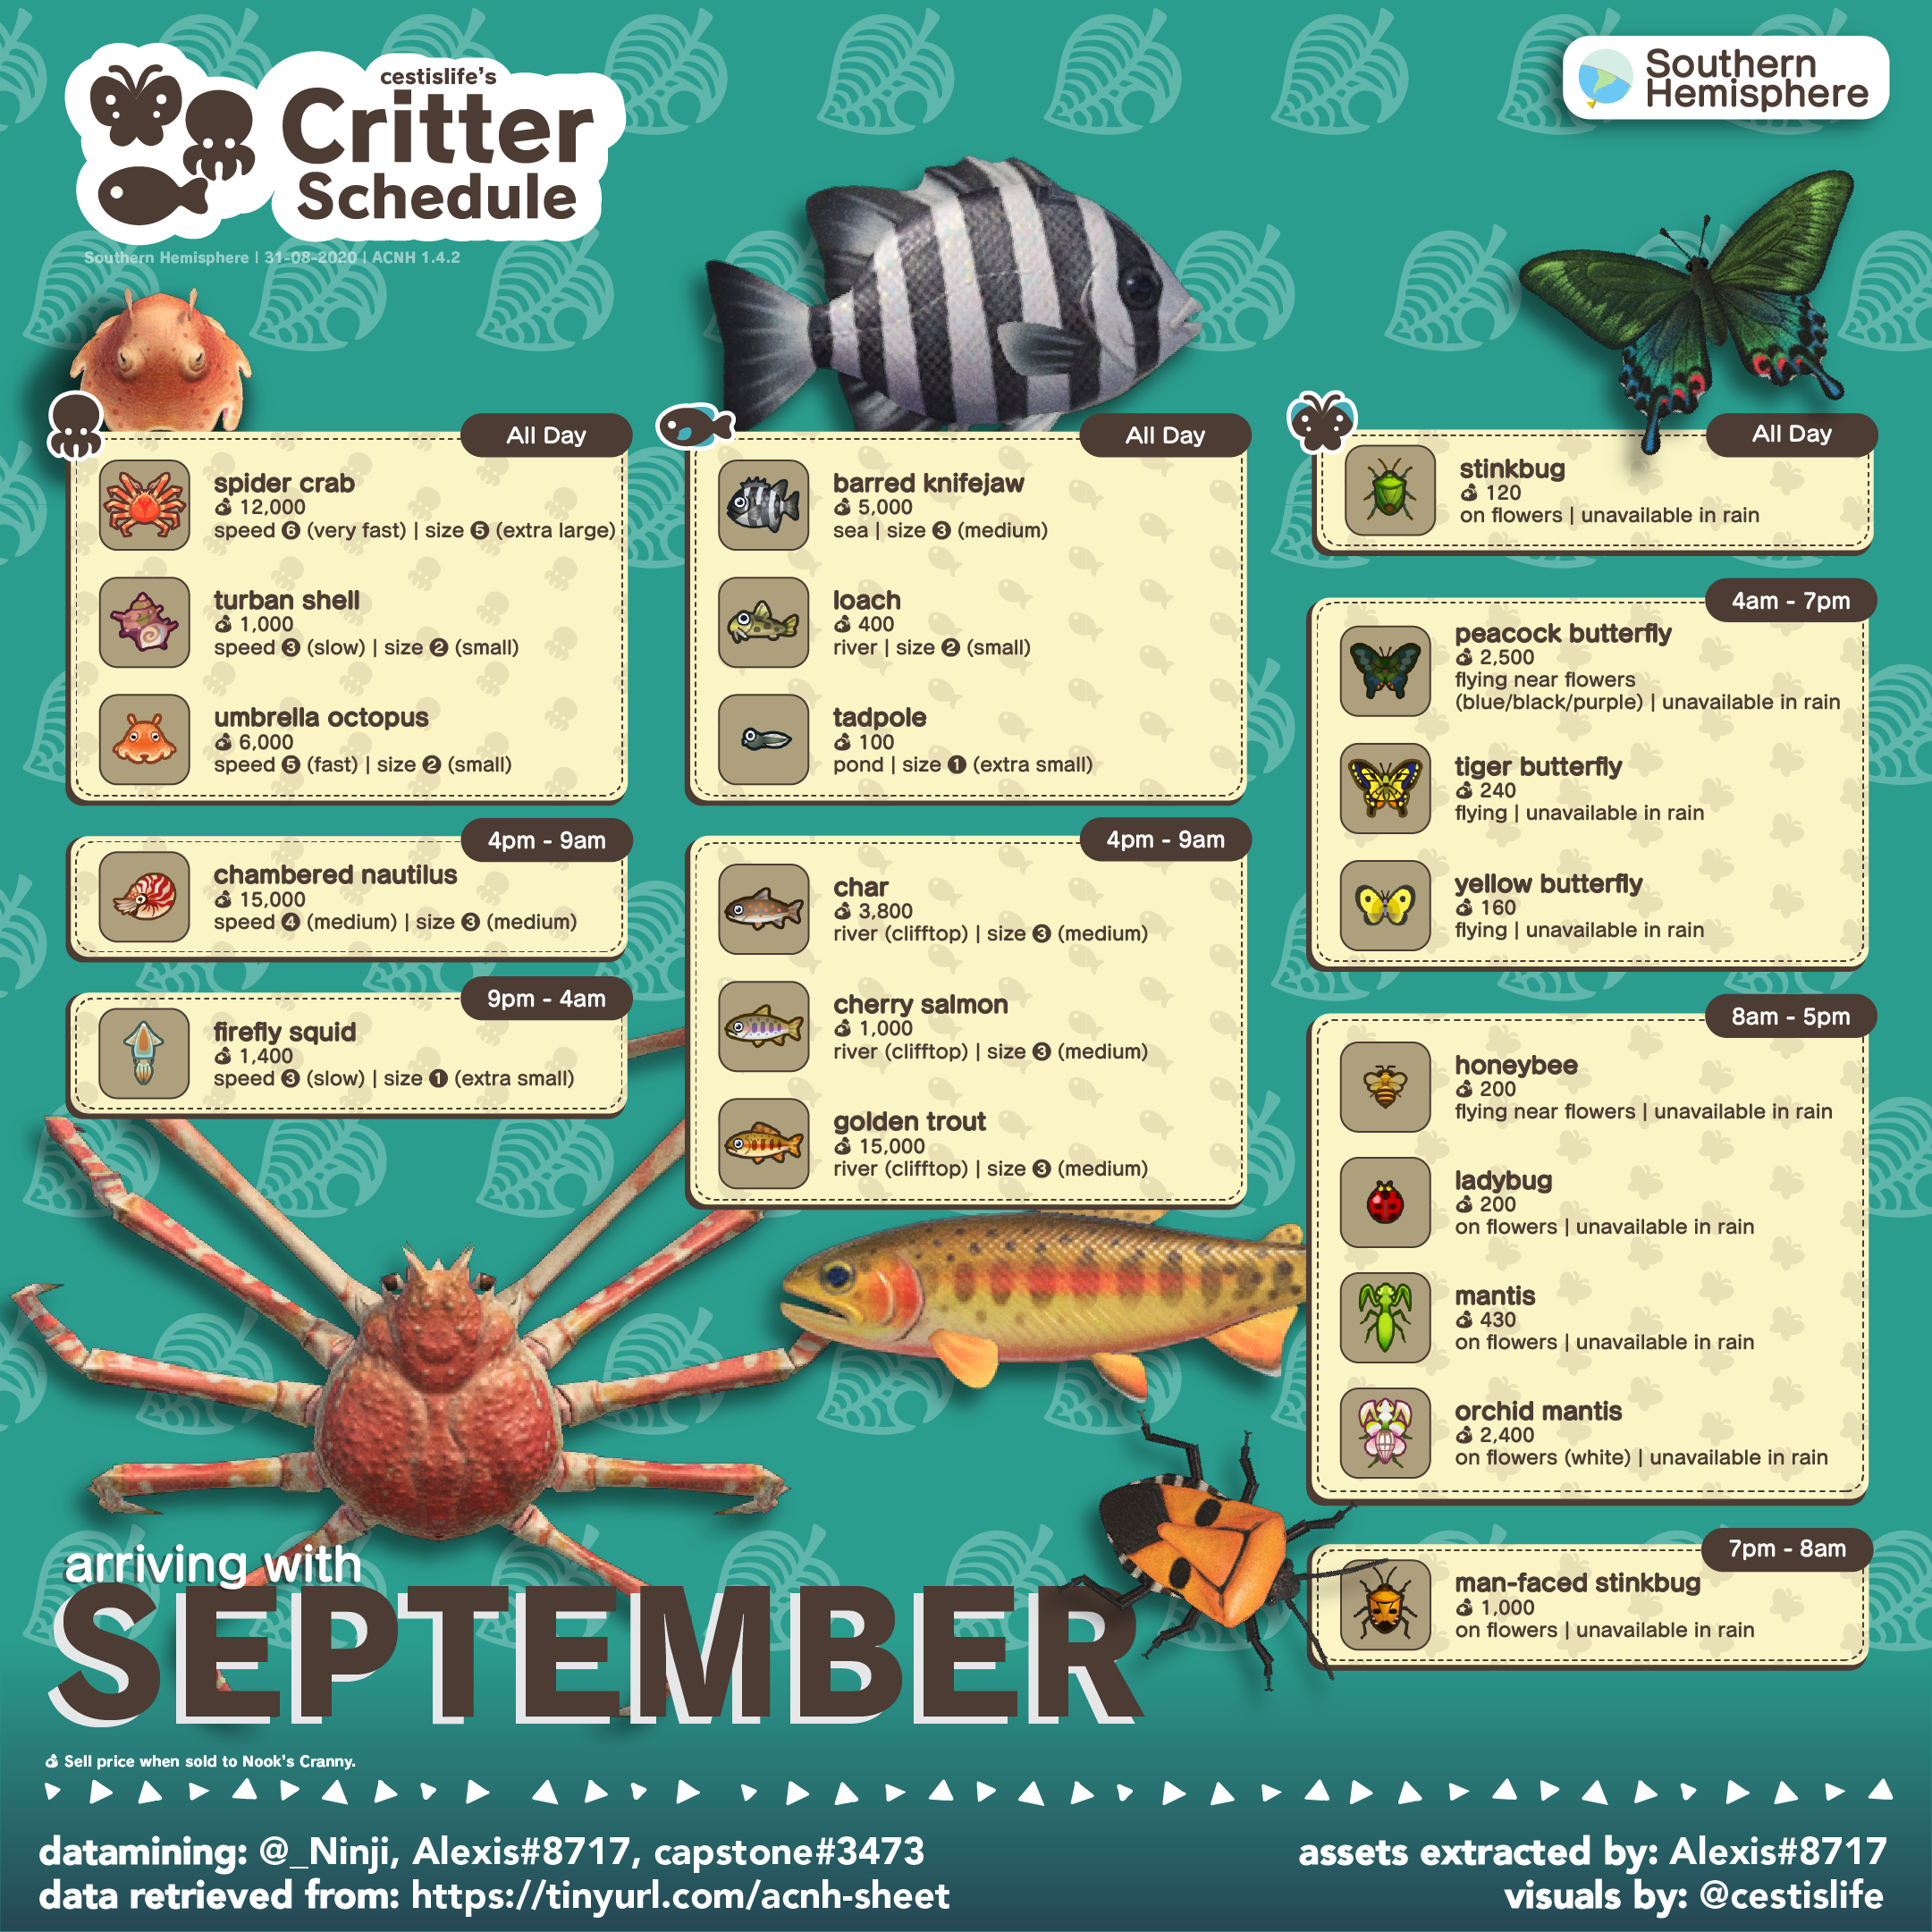 cestislife's
Critter
Schedule
Southern Hemisphere | 31-08-2020 | ACNH 1.4.2
Southern
Hemisphere
All Day
spider crab
12,000
speed 6 (very fast) | size 5 (extra large)
turban shell
1,000
speed 3 (slow) | size 2 (small)
umbrella octopus
6,000
speed 5 (fast) | size 2 (small)
4pm - 9am
chambered nautilus
15,000
speed 4 (medium) | size 3 (medium)
9pm - 4am
firefly squid
1,400
speed 3 (slow) | size 1 (extra small)
All Day
barred knifejaw
5,000
sea | size 3 (medium)
loach
400
river | size 2 (small)
tadpole
100
pond | size 1 (extra small)
4pm - 9am
char
3,800
river (clifftop) | size 3 (medium)
cherry salmon
1,000
river (clifftop) | size 3 (medium)
golden trout
15,000
river (clifftop) | size 3 (medium)
All Day
stinkbug
120
on flowers | unavailable in rain
4am - 7pm
peacock butterfly
2,500
flying near flowers
(blue/black/purple) | unavailable in rain
tiger butterfly
240
flying | unavailable in rain
yellow butterfly
160
flying | unavailable in rain
8am - 5pm
honeybee
200
flying near flowers | unavailable in rain
ladybug
200
on flowers | unavailable in rain
mantis
430
on flowers | unavailable in rain
orchid mantis
2,400
on flowers (white) | unavailable in rain
7pm - 8am
man-faced stinkbug
1,000
on flowers | unavailable in rain
arriving with
SEPTEMBER
Sell price when sold to Nook's Cranny.
datamining: @_Ninji, Alexis#8717, capstone#3473
data retrieved from: https://tinyurl.com/acnh-sheet
assets extracted by: Alexis#8717
visuals by: @cestislife